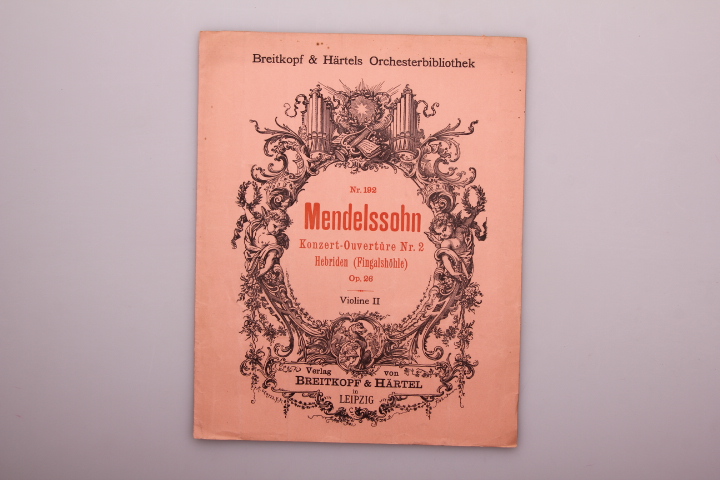 Breitkopf & Härtels Orchesterbibliothek
Nr. 192
Mendelssohn
Konzert-Ouvertüre Nr. 2
Hebriden (Fingalshöhle)
Op. 26
Violine II
Verlag von
BREITKOPF & HÄRTEL
in
LEIPZIG